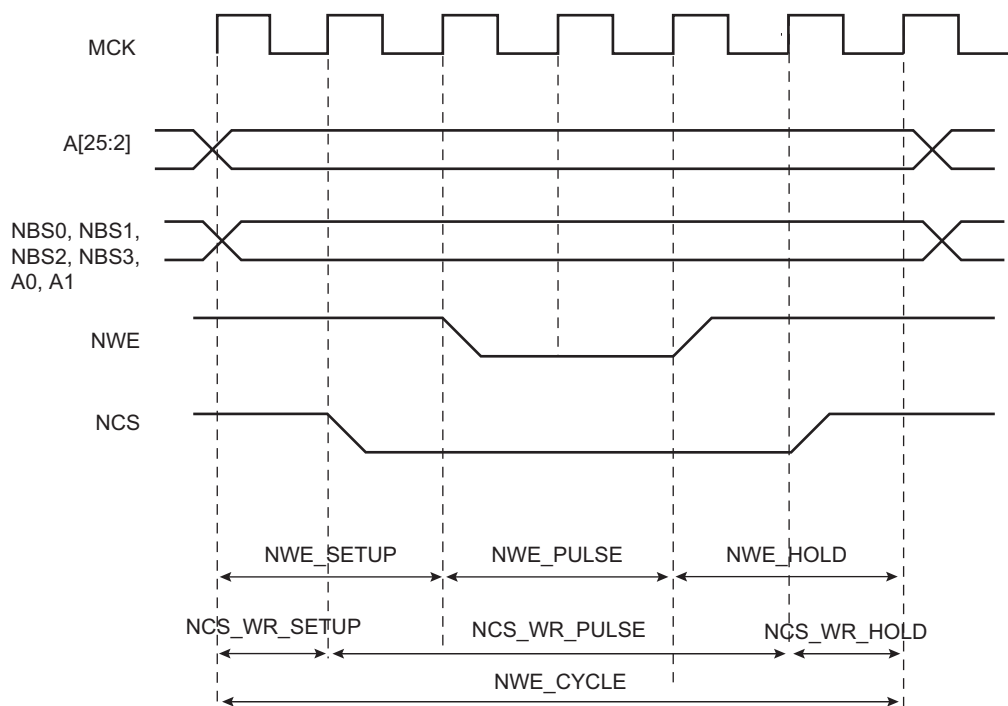 MCK
A[25:2]
NBS0, NBS1,
NBS2, NBS3,
A0, A1
NWE
NCS
NWE_SETUP
NWE_PULSE
NWE_HOLD
NCS_WR_SETUP
NCS_WR_PULSE
NCS_WR_HOLD
NWE_CYCLE